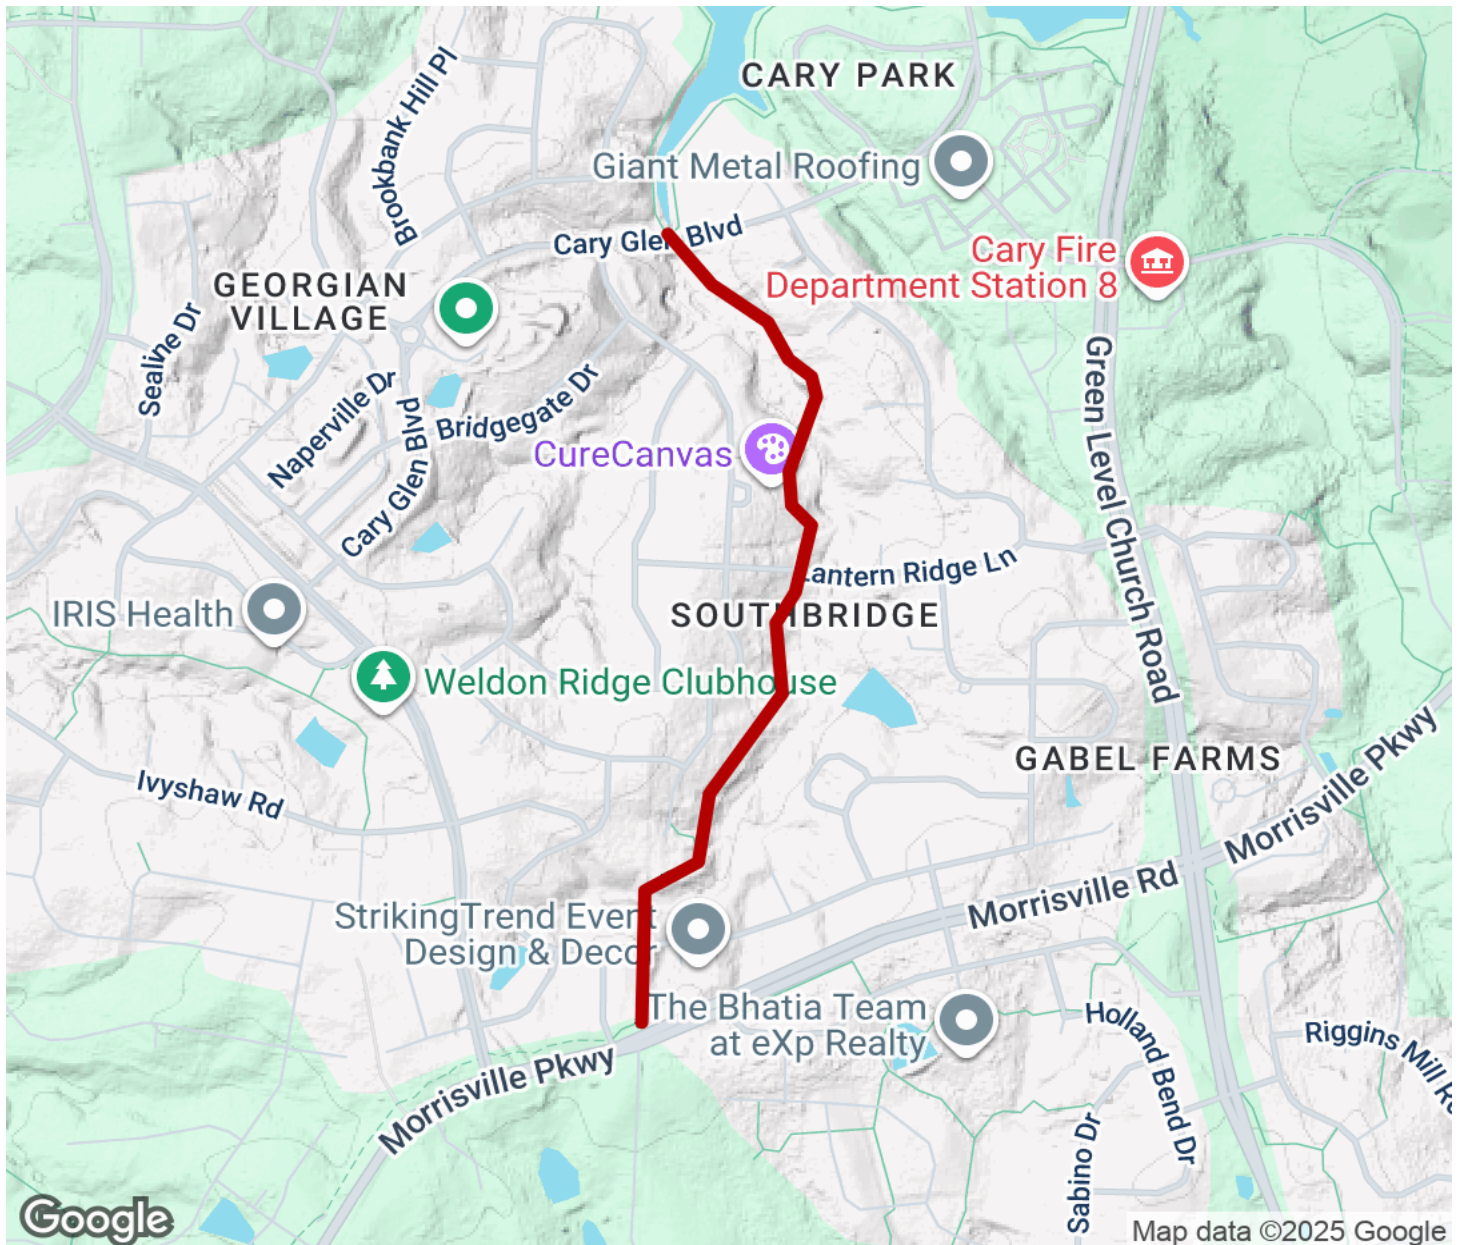 CARY PARK
Brookbank Hill Pl
Giant Metal Roofing
Cary Glen Blvd
Cary Fire
Department Station 8
GEORGIAN
VILLAGE
Sealine Dr
Naperville Dr
Cary Glen Blvd
Bridgegate Dr
CureCanvas
Green Level Church Road
Lantern Ridge Ln
IRIS Health
SOUTHBRIDGE
Weldon Ridge Clubhouse
GABEL FARMS
Ivyshaw Rd
Morrisville Pkwy
Morrisville Rd
StrikingTrend Event
Design & Decor
The Bhatia Team
at eXp Realty
Holland Bend Dr
Riggins Mill
Morrisville Pkwy
Sabino Dr
Google
Map data ©2025 Google